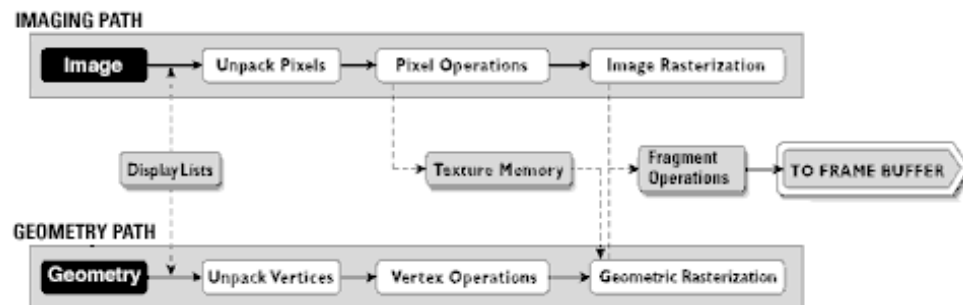 IMAGING PATH
Image
Unpack Pixels
Pixel Operations
Image Rasterization
Display Lists
Texture Memory
Fragment
Operations
TO FRAME BUFFER
GEOMETRY PATH
Geometry
Unpack Vertices
Vertex Operations
Geometric Rasterization